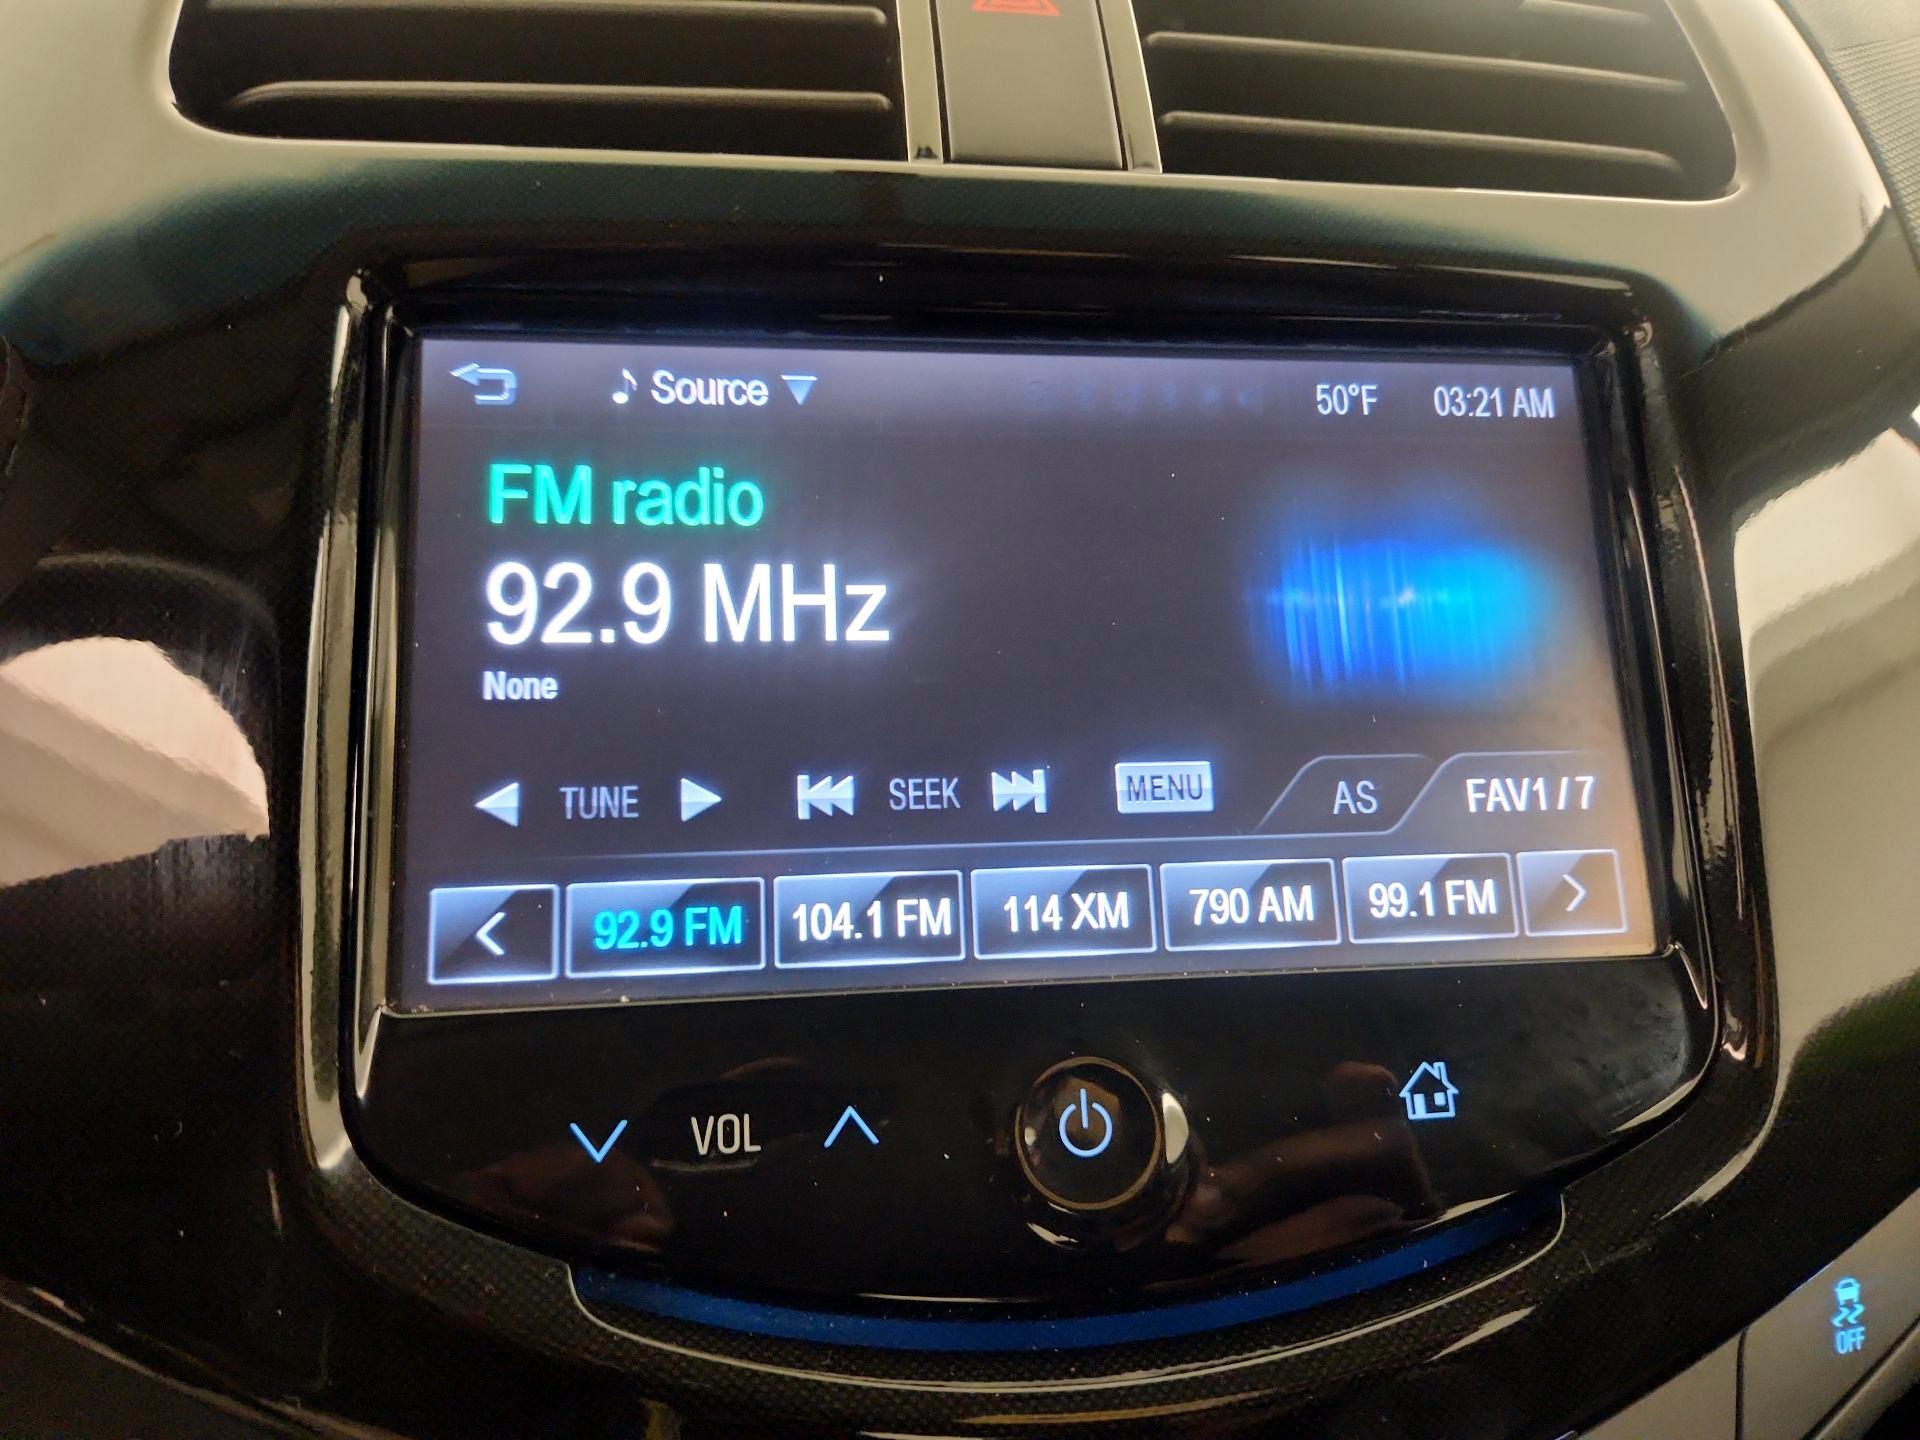 Source 50°F 03:21 AM
FM radio
92.9 MHz
None
TUNE SEEK MENU AS FAV1 / 7
92.9 FM 104.1 FM 114 XM 790 AM 99.1 FM
VOL
OFF